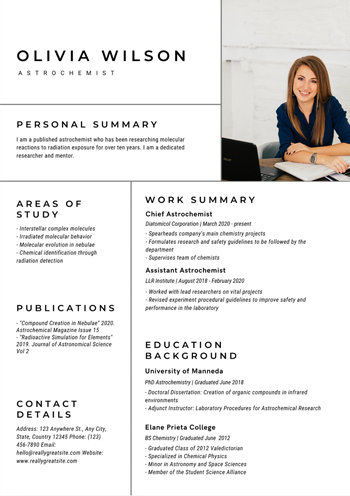 OLIVIA WILSON
ASTROCHEMIST
PERSONAL SUMMARY
I am a published astrochemist who has been researching molecular
reactions to radiation exposure for over ten years. I am a dedicated
researcher and mentor.
AREAS OF
STUDY
- Interstellar complex molecules
- Irradiated molecular behavior
- Molecular evolution in nebulae
- Chemical identification through
radiation detection
PUBLICATIONS
- "Compound Creation in Nebulae" 2020.
Astrochemical Magazine Issue 15
- "Radioactive Simulation for Elements"
2019. Journal of Astronomical Science
Vol 2
CONTACT
DETAILS
Address: 123 Anywhere St., Any City,
State, Country 12345 Phone: (123)
456-7890 Email:
hello@reallygreatsite.com Website:
www.reallygreatsite.com
WORK SUMMARY
Chief Astrochemist
Diatomicol Corporation | March 2020 - present
- Spearheads company's main chemistry projects
- Formulates research and safety guidelines to be followed by the
department
- Supervises team of chemists
Assistant Astrochemist
LLR Institute | August 2018 - February 2020
- Worked with lead researchers on vital projects
- Revised experiment procedural guidelines to improve safety and
performance in the laboratory
EDUCATION
BACKGROUND
University of Manneda
PhD Astrochemistry | Graduated June 2018
- Doctoral Dissertation: Creation of organic compounds in infrared
environments
- Adjunct Instructor: Laboratory Procedures for Astrochemical Research
Elane Prieta College
BS Chemistry | Graduated June 2012
- Graduated Class of 2012 Valedictorian
- Specialized in Chemical Physics
- Minor in Astronomy and Space Sciences
- Member of the Student Science Alliance